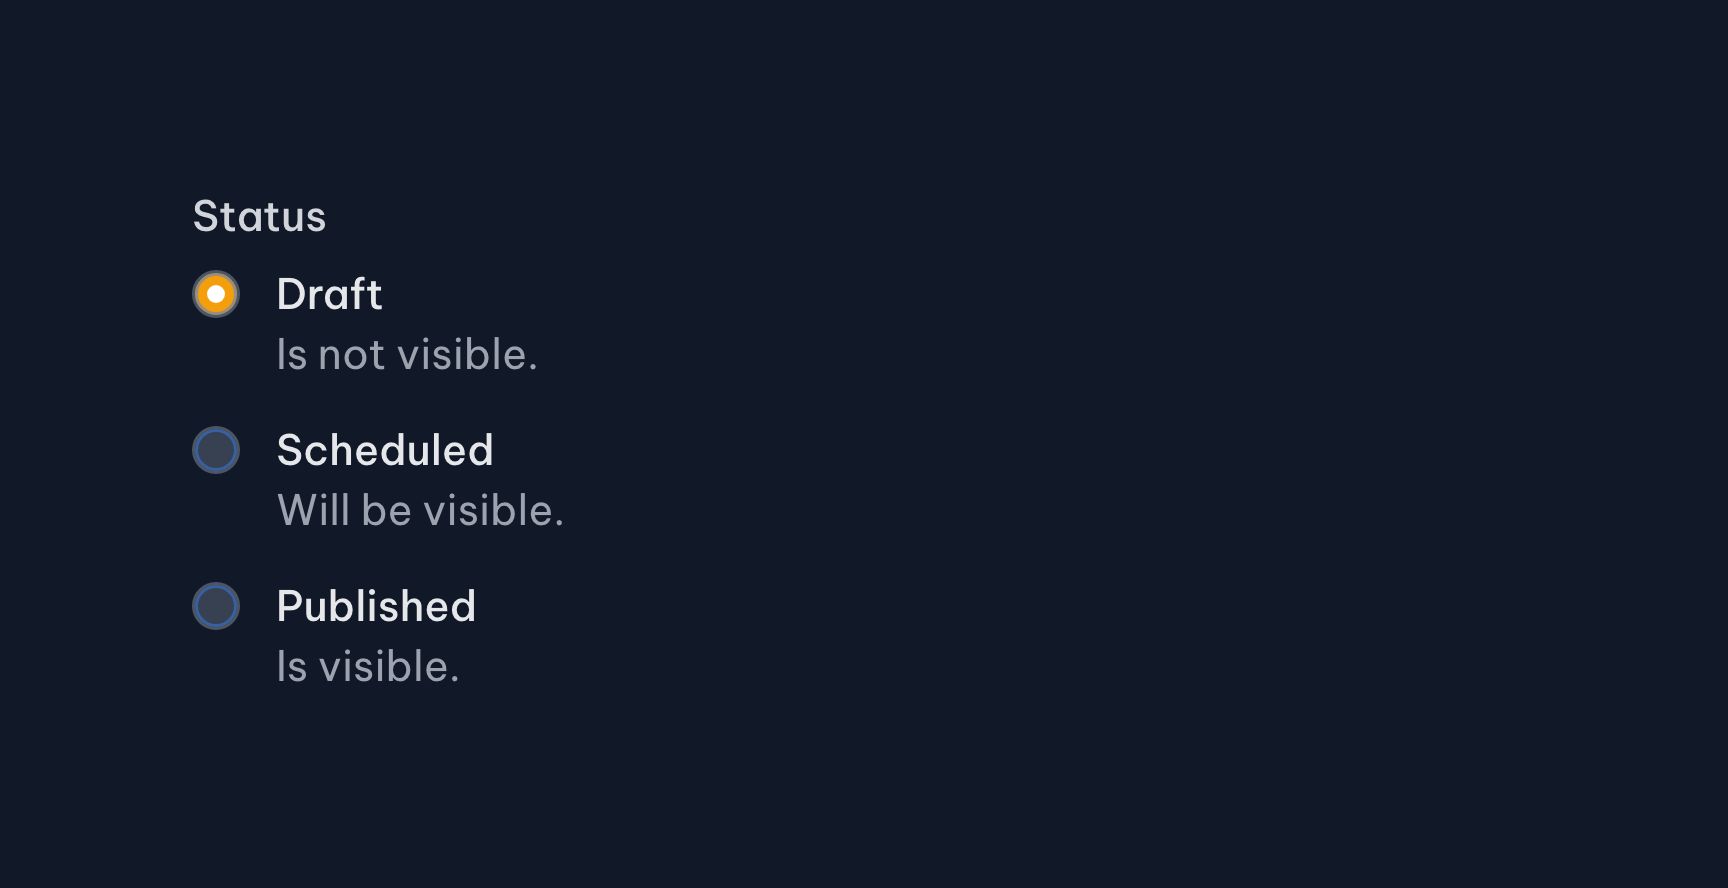 Status
Draft
Is not visible.
Scheduled
Will be visible.
Published
Is visible.